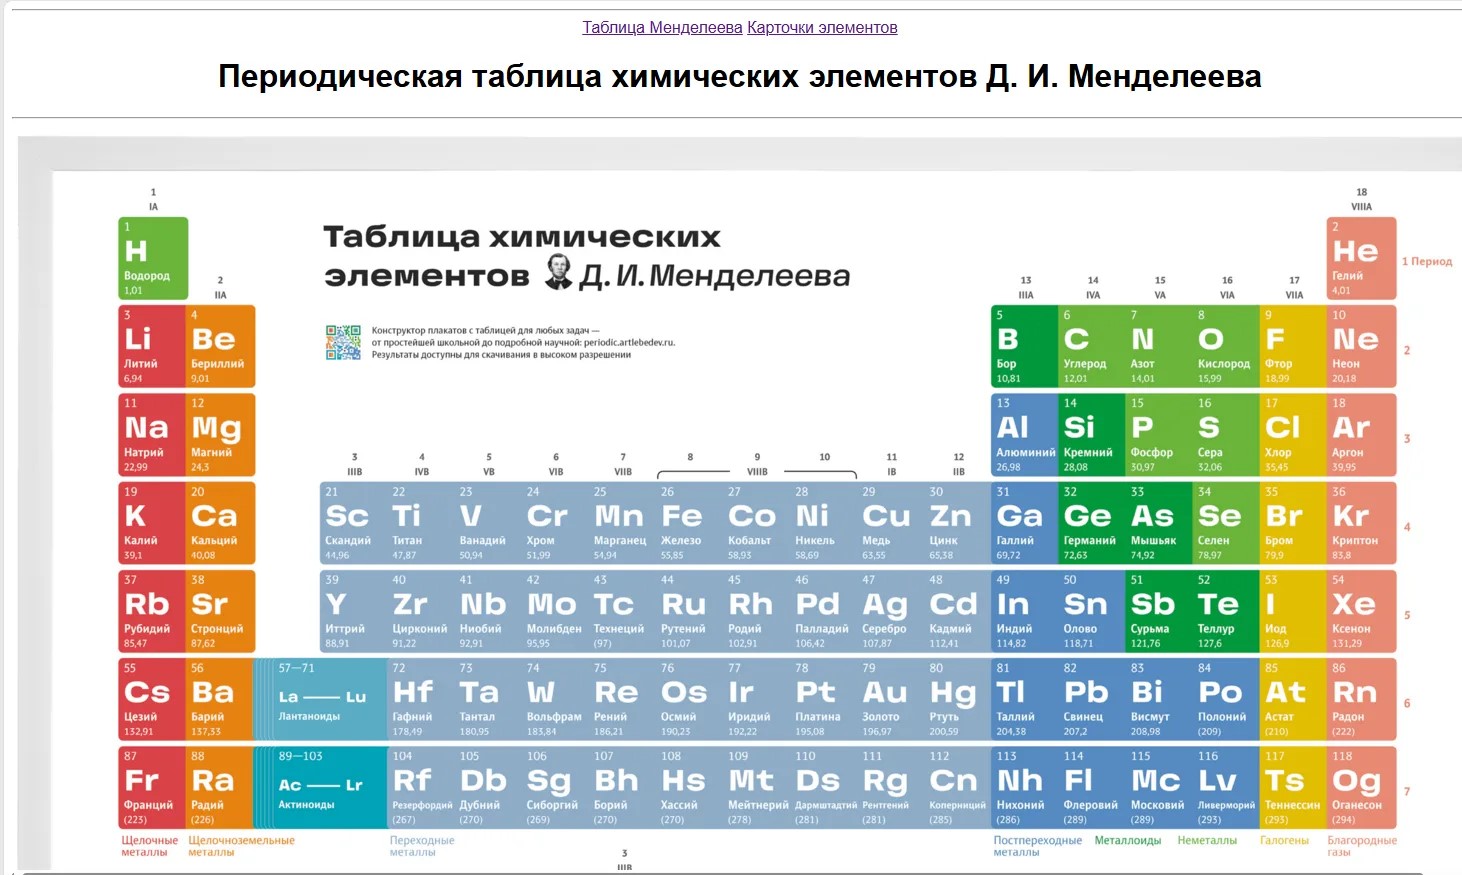 Таблица Менделеева Карточки элементов
Периодическая таблица химических элементов Д. И. Менделеева
1 18
IA VIIIA
Таблица химических
элементов Д. И. Менделеева
Конструктор плакатов с таблицей для любых задач —
от простейшей школьной до подробной научной: periodic.artlebedev.ru.
Результаты доступны для скачивания в высоком разрешении
1 2
H He 1 Период
Водород Гелий
1,01 4,01
2 13 14 15 16 17
IIA IIIA IVA VA VIA VIIA
3 4 5 6 7 8 9 10
Li Be B C N O F Ne 2
Литий Бериллий Бор Углерод Азот Кислород Фтор Неон
6,94 9,01 10,81 12,01 14,01 15,99 18,99 20,18
11 12 13 14 15 16 17 18
Na Mg Al Si P S Cl Ar 3
Натрий Магний Алюминий Кремний Фосфор Сера Хлор Аргон
22,99 24,3 26,98 28,08 30,97 32,06 35,45 39,95
3 4 5 6 7 8 9 10 11 12
IIIB IVB VB VIB VIIB VIIIB IB IIB
19 20 21 22 23 24 25 26 27 28 29 30 31 32 33 34 35 36
K Ca Sc Ti V Cr Mn Fe Co Ni Cu Zn Ga Ge As Se Br Kr 4
Калий Кальций Скандий Титан Ванадий Хром Марганец Железо Кобальт Никель Медь Цинк Галлий Германий Мышьяк Селен Бром Криптон
39,1 40,08 44,96 47,87 50,94 51,99 54,94 55,85 58,93 58,69 63,55 65,38 69,72 72,63 74,92 78,97 79,9 83,8
37 38 39 40 41 42 43 44 45 46 47 48 49 50 51 52 53 54
Rb Sr Y Zr Nb Mo Tc Ru Rh Pd Ag Cd In Sn Sb Te I Xe 5
Рубидий Стронций Иттрий Цирконий Ниобий Молибден Технеций Рутений Родий Палладий Серебро Кадмий Индий Олово Сурьма Теллур Иод Ксенон
85,47 87,62 88,91 91,22 92,91 95,95 (97) 101,07 102,91 106,42 107,87 112,41 114,82 118,71 121,76 127,6 126,9 131,29
55 56 57—71 72 73 74 75 76 77 78 79 80 81 82 83 84 85 86
Cs Ba La — Lu Hf Ta W Re Os Ir Pt Au Hg Tl Pb Bi Po At Rn 6
Цезий Барий Лантаноиды Гафний Тантал Вольфрам Рений Осмий Иридий Платина Золото Ртуть Таллий Свинец Висмут Полоний Астат Радон
132,91 137,33 178,49 180,95 183,84 186,21 190,23 192,22 195,08 196,97 200,59 204,38 207,2 208,98 (209) (210) (222)
87 88 89—103 104 105 106 107 108 109 110 111 112 113 114 115 116 117 118
Fr Ra Ac — Lr Rf Db Sg Bh Hs Mt Ds Rg Cn Nh Fl Mc Lv Ts Og 7
Франций Радий Актиноиды Резерфордий Дубний Сиборгий Борий Хассий Мейтнерий Дармштадтий Рентгений Коперниций Нихоний Флеровий Московий Ливерморий Теннессин Оганесон
(223) (226) (267) (270) (269) (270) (270) (278) (281) (281) (285) (286) (289) (289) (293) (293) (294)
Щелочные Щелочноземельные Переходные Постпереходные Металлоиды Неметаллы Галогены Благородные
металлы металлы металлы металлы газы
3
IIIB